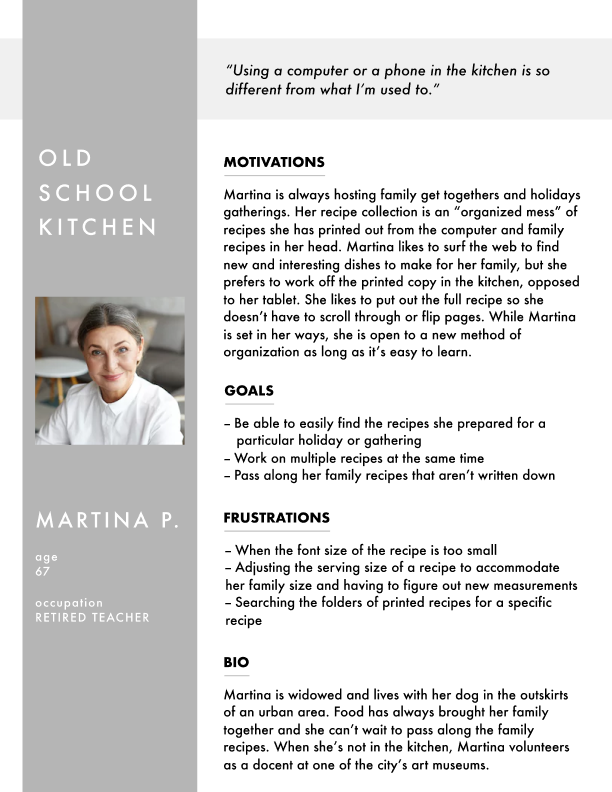 “Using a computer or a phone in the kitchen is so
different from what I’m used to.”
OLD
SCHOOL
KITCHEN
MARTINA P.
age
67
occupation
RETIRED TEACHER
MOTIVATIONS
Martina is always hosting family get togethers and holidays
gatherings. Her recipe collection is an “organized mess” of
recipes she has printed out from the computer and family
recipes in her head. Martina likes to surf the web to find
new and interesting dishes to make for her family, but she
prefers to work off the printed copy in the kitchen, opposed
to her tablet. She likes to put out the full recipe so she
doesn’t have to scroll through or flip pages. While Martina
is set in her ways, she is open to a new method of
organization as long as it’s easy to learn.
GOALS
– Be able to easily find the recipes she prepared for a
particular holiday or gathering
– Work on multiple recipes at the same time
– Pass along her family recipes that aren’t written down
FRUSTRATIONS
– When the font size of the recipe is too small
– Adjusting the serving size of a recipe to accommodate
her family size and having to figure out new measurements
– Searching the folders of printed recipes for a specific
recipe
BIO
Martina is widowed and lives with her dog in the outskirts
of an urban area. Food has always brought her family
together and she can’t wait to pass along the family
recipes. When she’s not in the kitchen, Martina volunteers
as a docent at one of the city’s art museums.